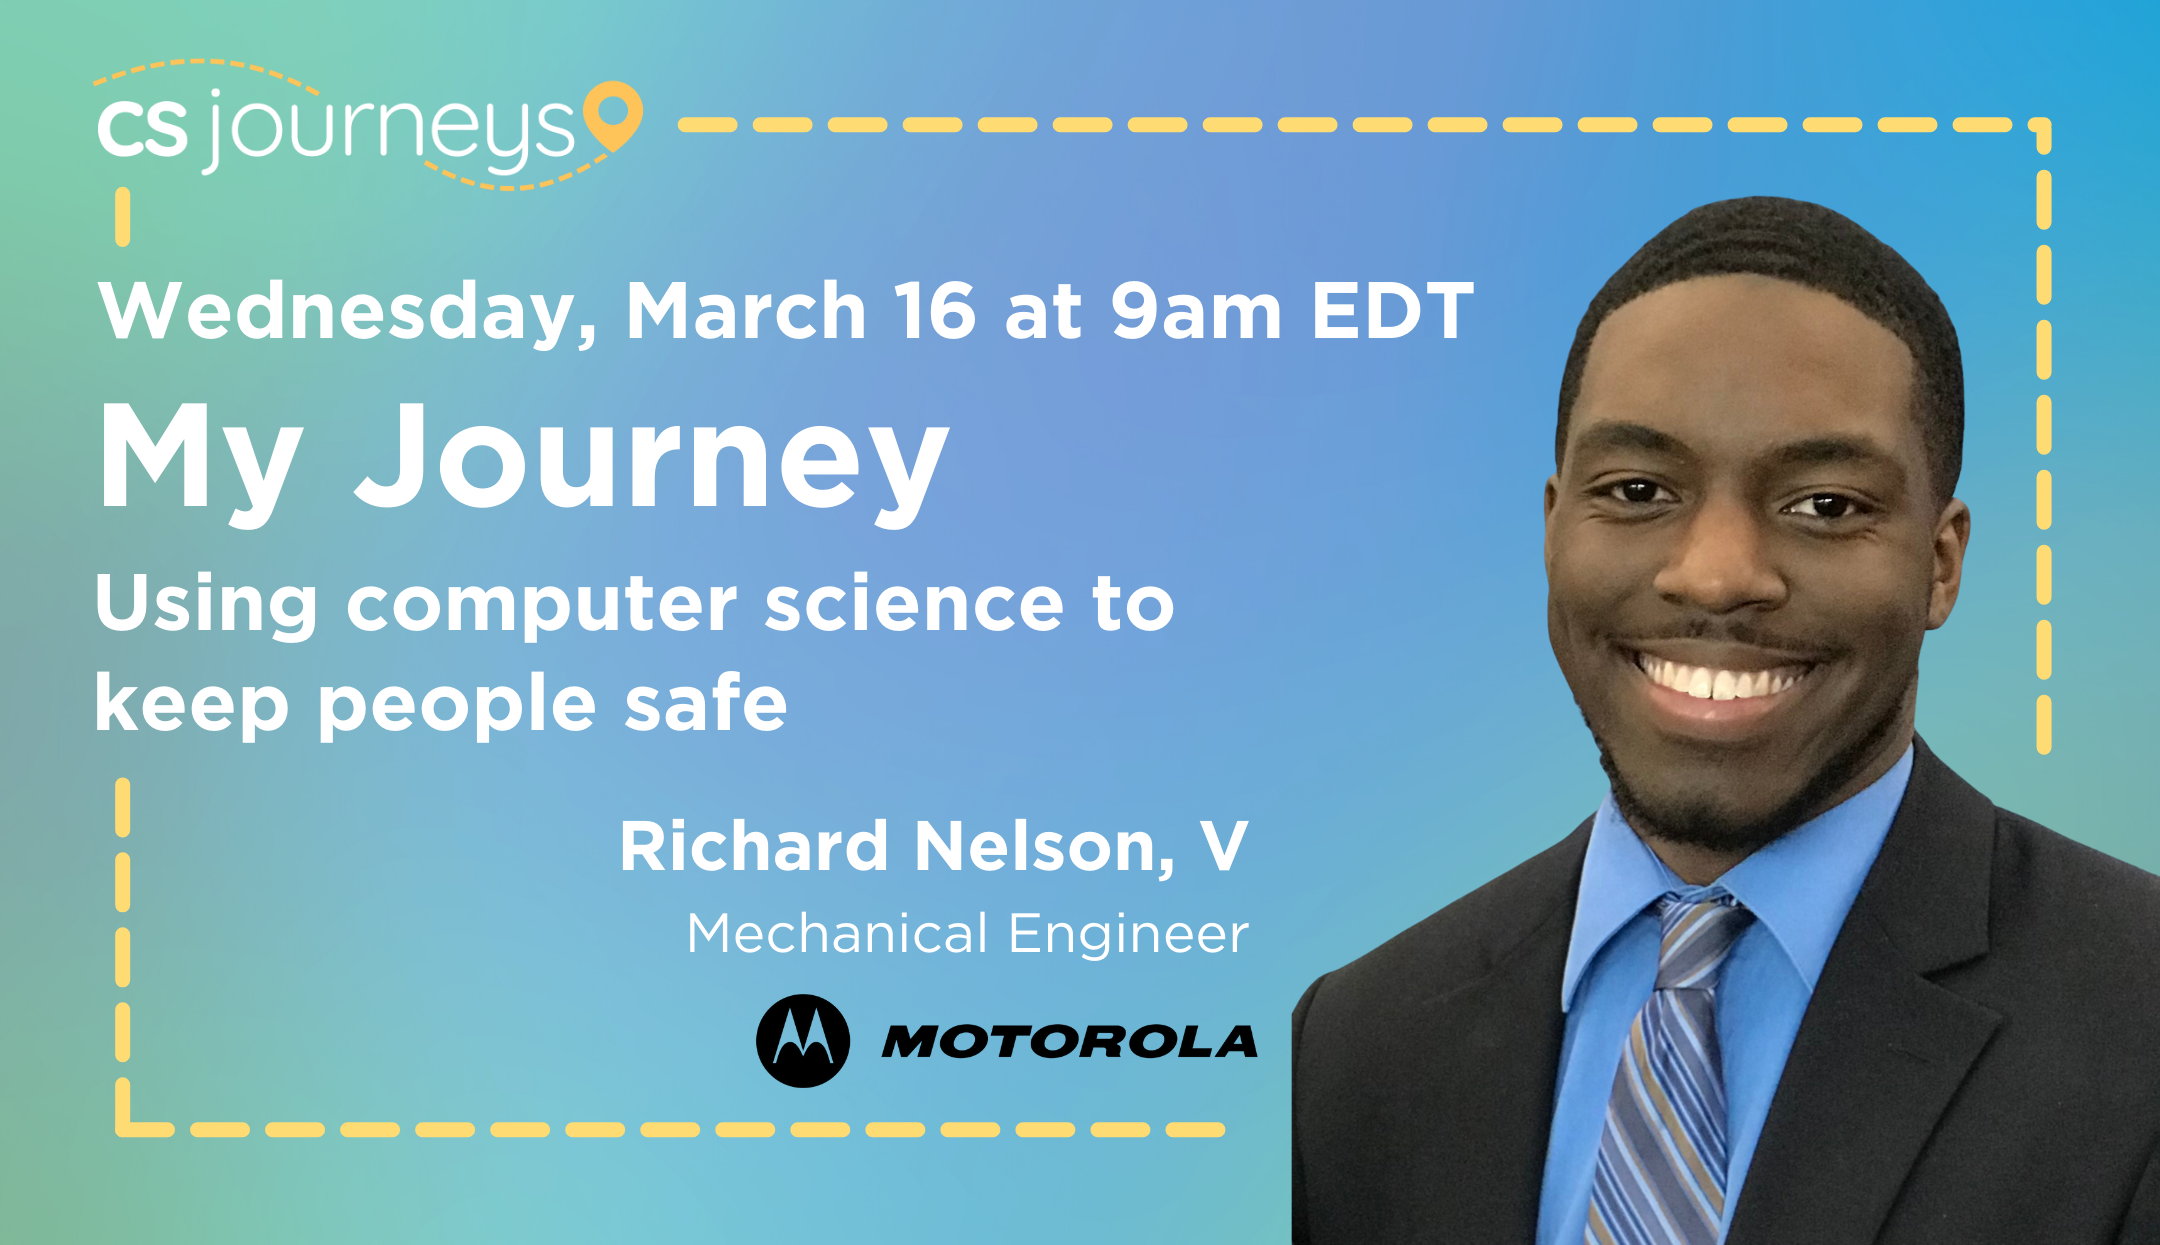 cs journeys
Wednesday, March 16 at 9am EDT
My Journey
Using computer science to
keep people safe
Richard Nelson, V
Mechanical Engineer
MOTOROLA